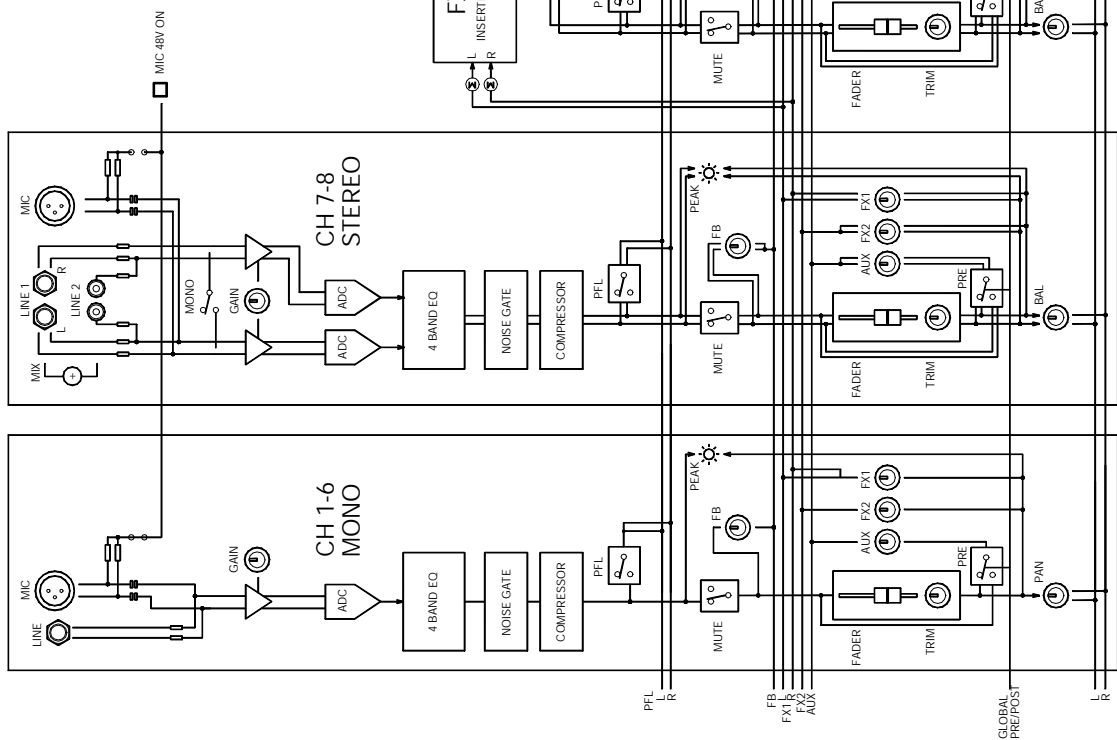 MIC 48V ON
F
INSERT
L
R
P
MUTE
FADER
TRIM
BA
MIC
LINE 1
R
L
LINE 2
MIX
MONO
GAIN
CH 7-8
STEREO
ADC
ADC
4 BAND EQ
NOISE GATE
COMPRESSOR
PFL
PEAK
FB
MUTE
FX1
FX2
AUX
PRE
FADER
TRIM
BAL
MIC
LINE
GAIN
CH 1-6
MONO
ADC
4 BAND EQ
NOISE GATE
COMPRESSOR
PFL
PEAK
FB
MUTE
FX1
FX2
AUX
PRE
FADER
TRIM
PAN
PFL L
R
FB
FX1 L
R
FX2
AUX
GLOBAL
PRE/POST
L
R